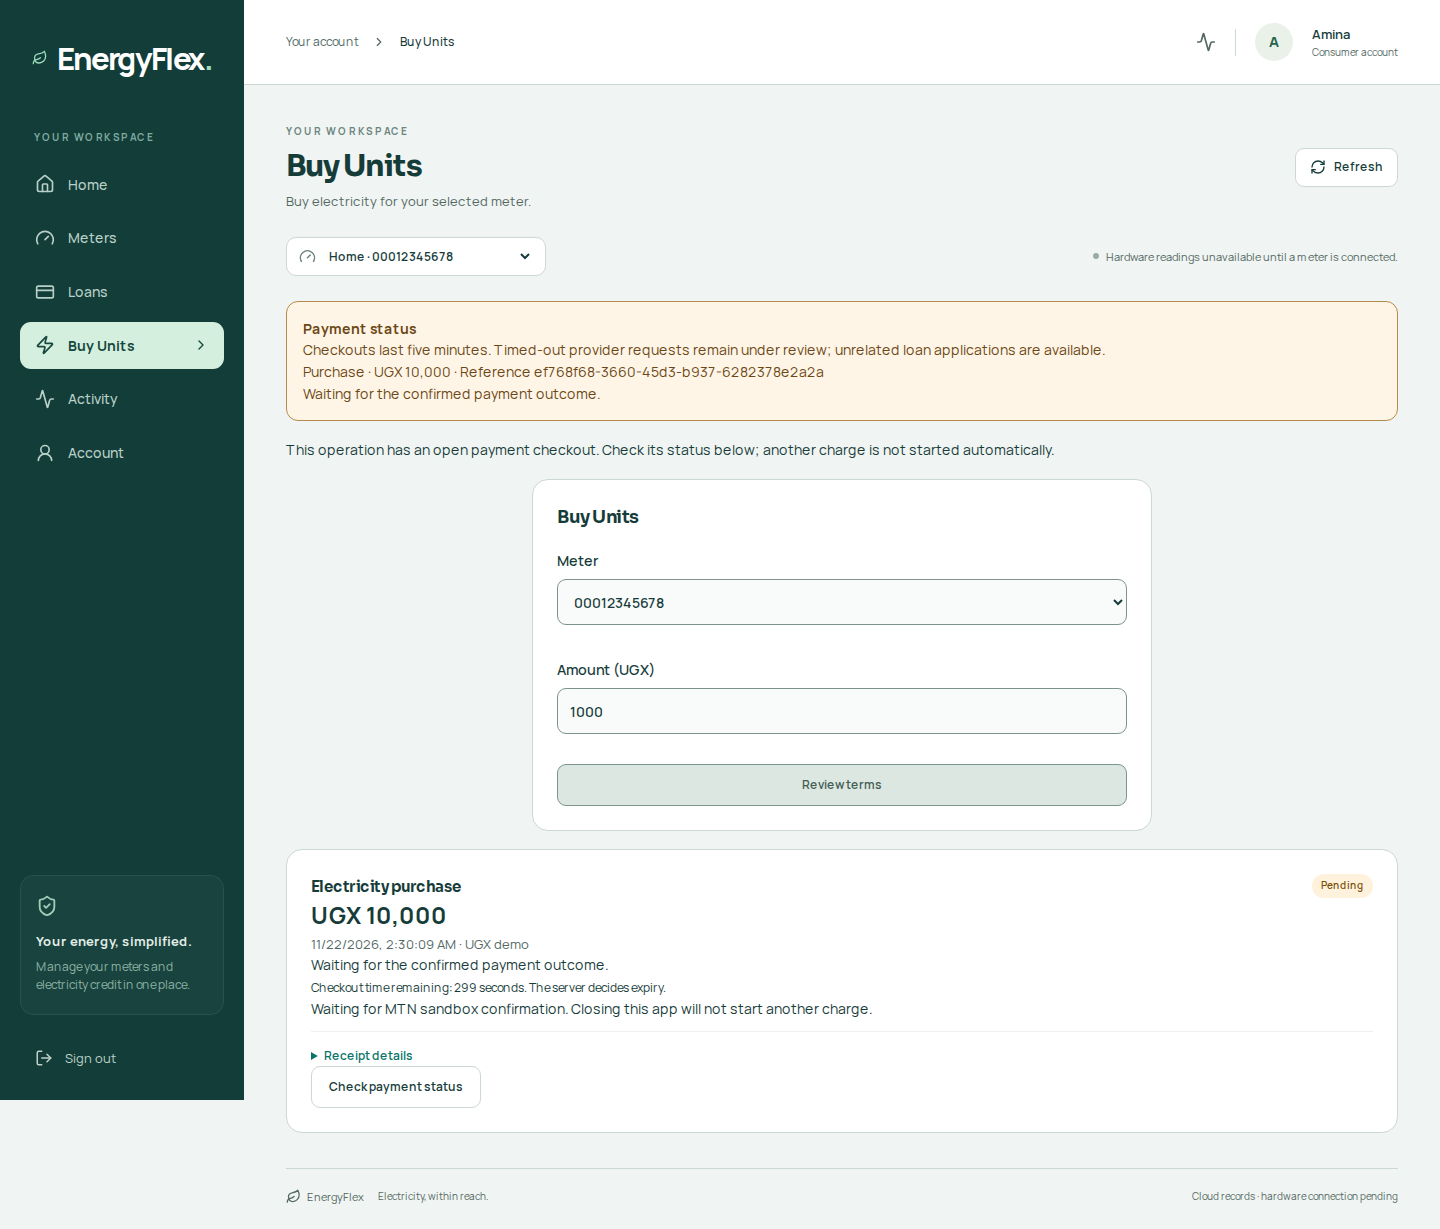 EnergyFlex.
YOUR WORKSPACE
Home
Meters
Loans
Buy Units
Activity
Account
Your energy, simplified.
Manage your meters and
electricity credit in one place.
Sign out
Your account > Buy Units
A
Amina
Consumer account
YOUR WORKSPACE
Buy Units
Buy electricity for your selected meter.
Refresh
Home · 00012345678
Hardware readings unavailable until a meter is connected.
Payment status
Checkouts last five minutes. Timed-out provider requests remain under review; unrelated loan applications are available.
Purchase · UGX 10,000 · Reference ef768f68-3660-45d3-b937-6282378e2a2a
Waiting for the confirmed payment outcome.
This operation has an open payment checkout. Check its status below; another charge is not started automatically.
Buy Units
Meter
00012345678
Amount (UGX)
1000
Review terms
Electricity purchase
Pending
UGX 10,000
11/22/2026, 2:30:09 AM · UGX demo
Waiting for the confirmed payment outcome.
Checkout time remaining: 299 seconds. The server decides expiry.
Waiting for MTN sandbox confirmation. Closing this app will not start another charge.
Receipt details
Check payment status
EnergyFlex
Electricity, within reach.
Cloud records · hardware connection pending